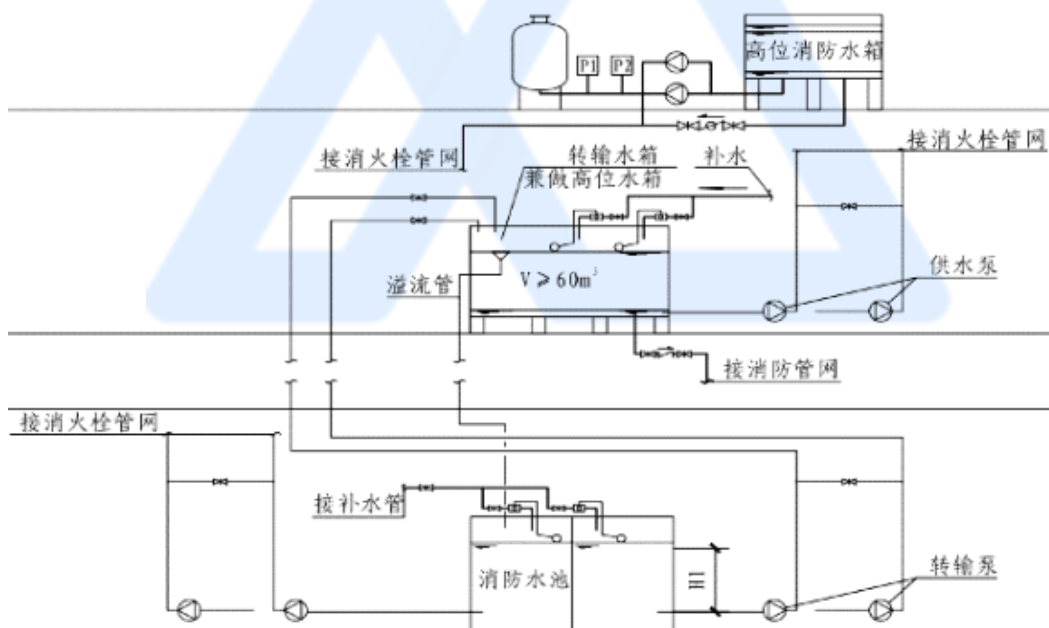 高位消防水箱
P1
P2
接消火栓管网
转输水箱
兼做高位水箱
补水
接消火栓管网
溢流管
V≥60m³
供水泵
接消防管网
接消火栓管网
接补水管
消防水池
H1
转输泵